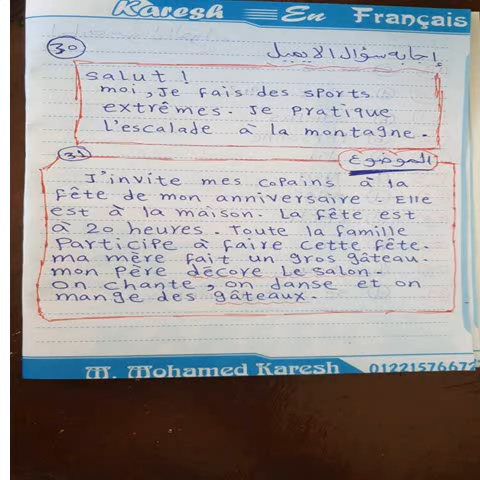 Karesh En Français
30 إجابة سؤال الايميل
Salut !
moi, Je fais des sports
extrêmes. Je pratique
L'escalade à la montagne.
31 الموضوع
J'invite mes copains à la
fête de mon anniversaire. Elle
est à la maison. La fête est
à 20 heures. Toute la famille
Participe à faire cette fête.
ma mère fait un gros gâteau.
mon père décore le salon.
on chante, on danse et on
mange des gâteaux.
M. Mohamed Karesh 0122157667